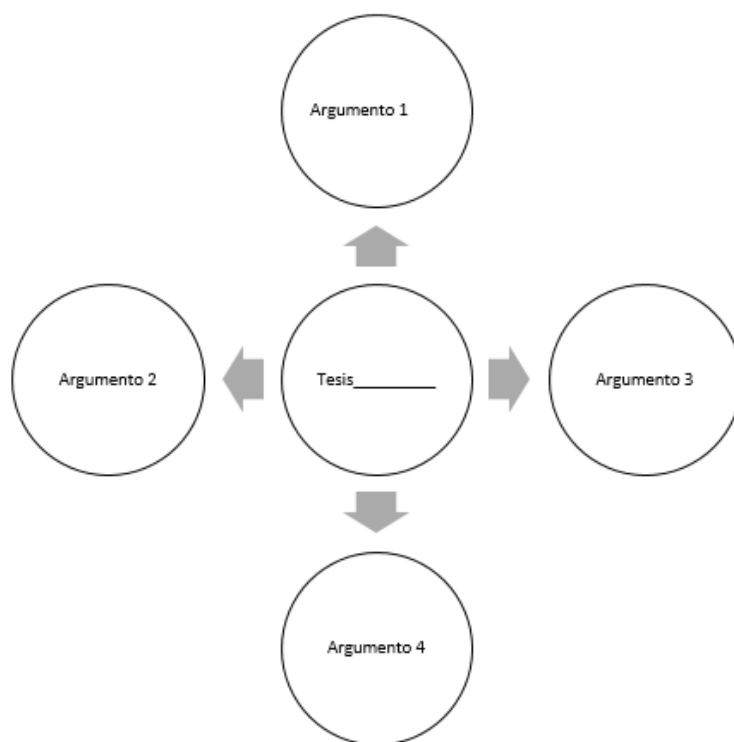 Argumento 1
Argumento 2
Tesis_________
Argumento 3
Argumento 4